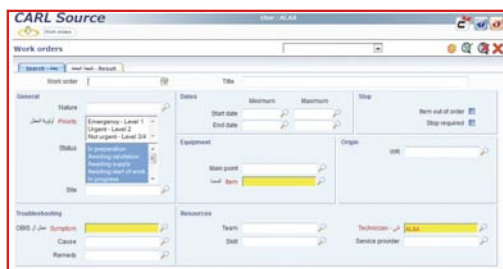 CARL Source
User : ALAA
Work orders
Work orders
Search - بحث
Result - نتيجة البحث
Work order
Title
General
Nature
أولوية العطل Priority
Emergency - Level 1
Urgent - Level 2
Not urgent - Level 3/4
Status
In preparation
Awaiting validation
Awaiting supply
Awaiting start of work
In progress
Site
Dates
Minimum Maximum
Start date
End date
Stop
Item out of order
Stop required
Equipment
Main point
Item
Origin
WR
Troubleshooting
Symptom
Cause
Remedy
Resources
Team
Skill
Technician - فني ALAA
Service provider